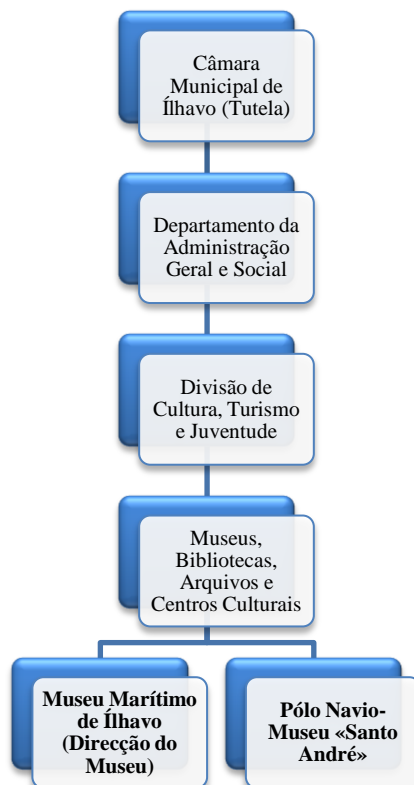 Câmara
Municipal de
Ílhavo (Tutela)
Departamento da
Administração
Geral e Social
Divisão de
Cultura, Turismo
e Juventude
Museus,
Bibliotecas,
Arquivos e
Centros Culturais
Museu Marítimo
de Ílhavo
(Direcção do
Museu)
Pólo Navio-
Museu «Santo
André»